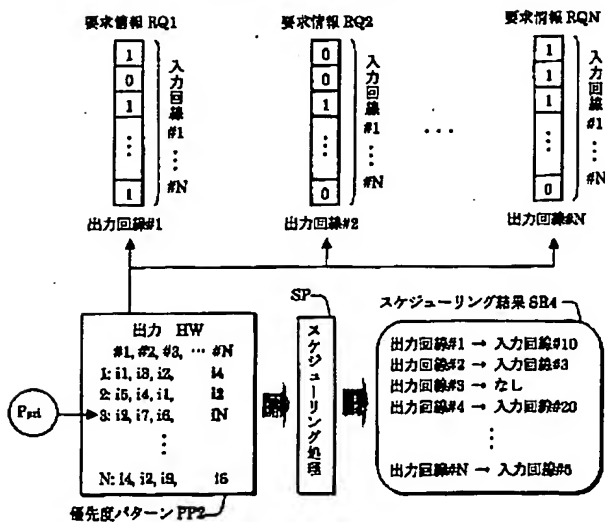 要求情報 RQ1
要求情報 RQ2
要求情報 RQN
1
0
1
⋮
1
入力回線#1
⋮
#N
0
0
1
⋮
0
入力回線#1
⋮
#N
…
1
1
1
⋮
0
入力回線#1
⋮
#N
出力回線#1
出力回線#2
出力回線#N
出力 HW
#1, #2, #3, … #N
1: i1, i3, i2, i4
2: i5, i4, i1, i2
3: i2, i7, i6, iN
⋮
N: i4, i2, i9, i5
優先度パターン PP2
Ppri
SP
スケジューリング処理
スケジューリング結果 SR4
出力回線#1 → 入力回線#10
出力回線#2 → 入力回線#3
出力回線#3 → なし
出力回線#4 → 入力回線#20
⋮
出力回線#N → 入力回線#5